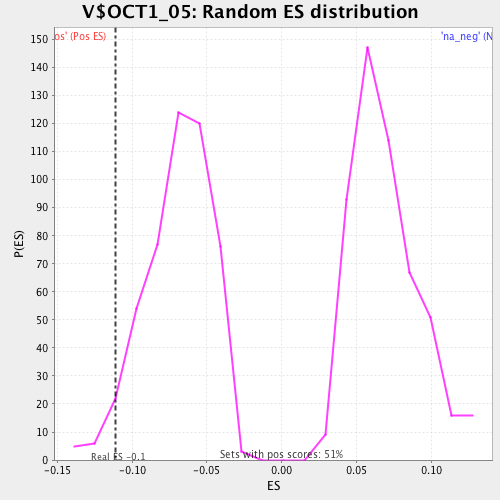 V$OCT1_05: Random ES distribution
os' (Pos ES)
'na_neg' (N
150
140
130
120
110
100
90
80
70
60
50
40
30
20
10
0
P(ES)
Real ES -0.1
Sets with pos scores: 51%
-0.15 -0.10 -0.05 0.00 0.05 0.10
ES